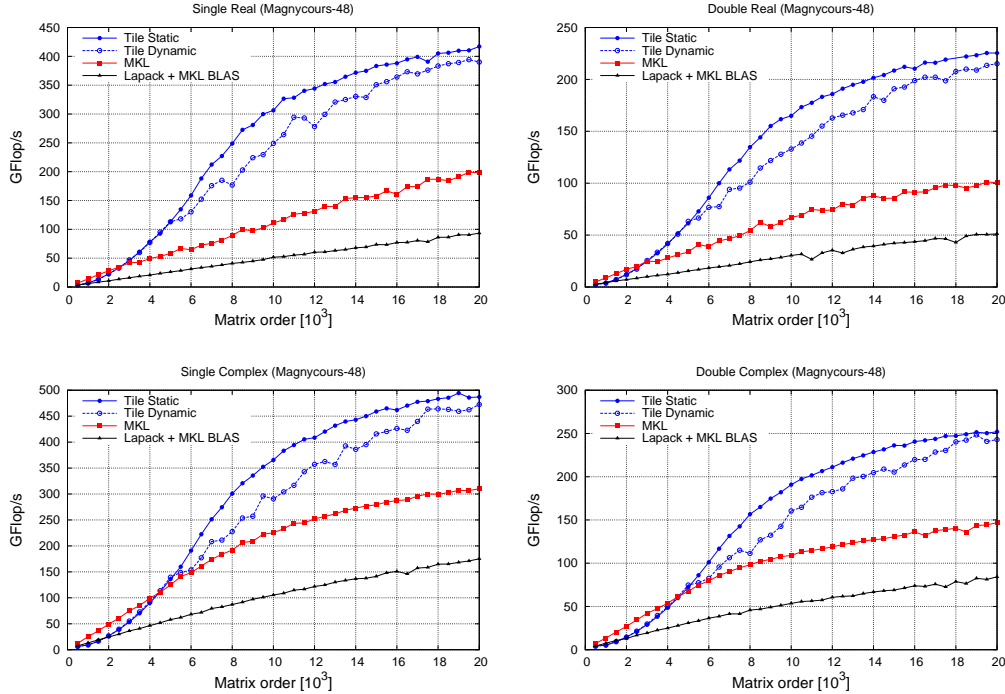 Single Real (Magnycours-48)
450
400
350
300
250
200
150
100
50
0
GFlop/s
Tile Static
Tile Dynamic
MKL
Lapack + MKL BLAS
0 2 4 6 8 10 12 14 16 18 20
Matrix order [10³]
Double Real (Magnycours-48)
250
200
150
100
50
0
GFlop/s
Tile Static
Tile Dynamic
MKL
Lapack + MKL BLAS
0 2 4 6 8 10 12 14 16 18 20
Matrix order [10³]
Single Complex (Magnycours-48)
500
450
400
350
300
250
200
150
100
50
0
GFlop/s
Tile Static
Tile Dynamic
MKL
Lapack + MKL BLAS
0 2 4 6 8 10 12 14 16 18 20
Matrix order [10³]
Double Complex (Magnycours-48)
300
250
200
150
100
50
0
GFlop/s
Tile Static
Tile Dynamic
MKL
Lapack + MKL BLAS
0 2 4 6 8 10 12 14 16 18 20
Matrix order [10³]